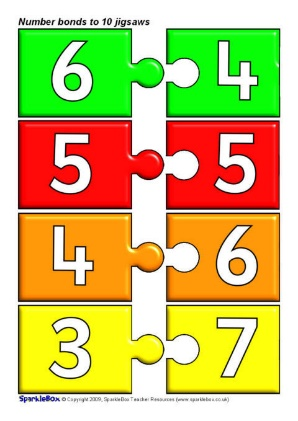 Number bonds to 10 jigsaws
6 4
5 5
4 6
3 7
SparkleBox © Copyright 2009, SparkleBox Teacher Resources (www.sparklebox.co.uk)